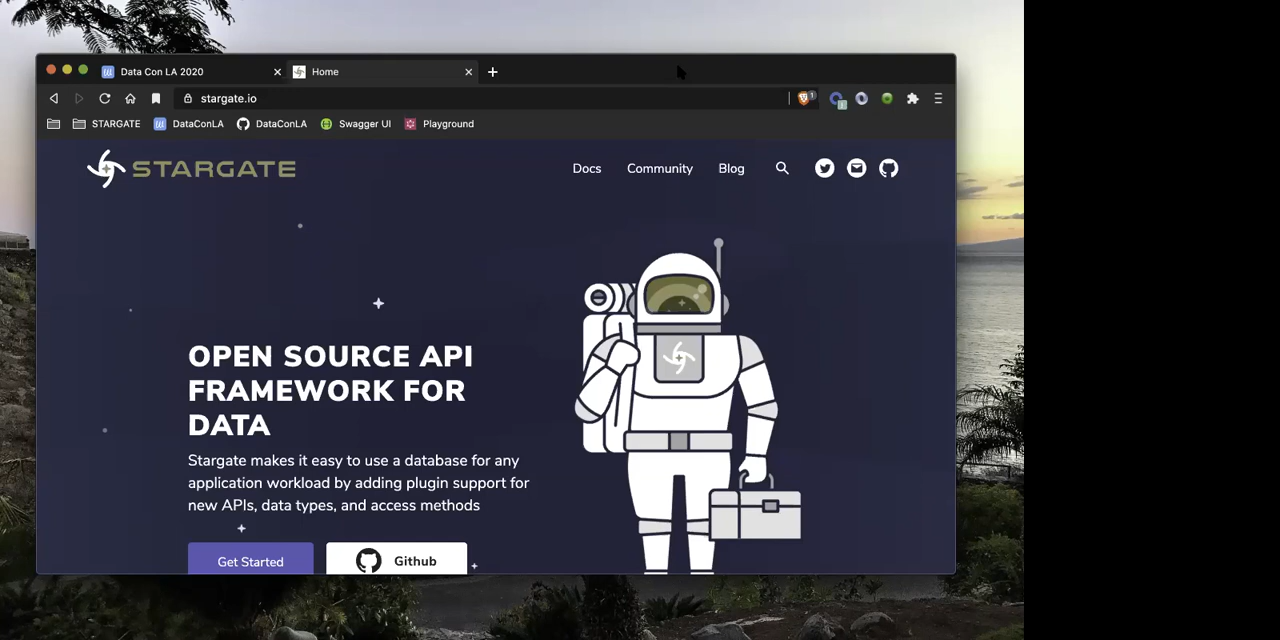 Data Con LA 2020
Home
stargate.io
1
1
STARGATE
DataConLA
DataConLA
Swagger UI
Playground
STARGATE
Docs
Community
Blog
OPEN SOURCE API
FRAMEWORK FOR
DATA
Stargate makes it easy to use a database for any
application workload by adding plugin support for
new APIs, data types, and access methods
Get Started
Github